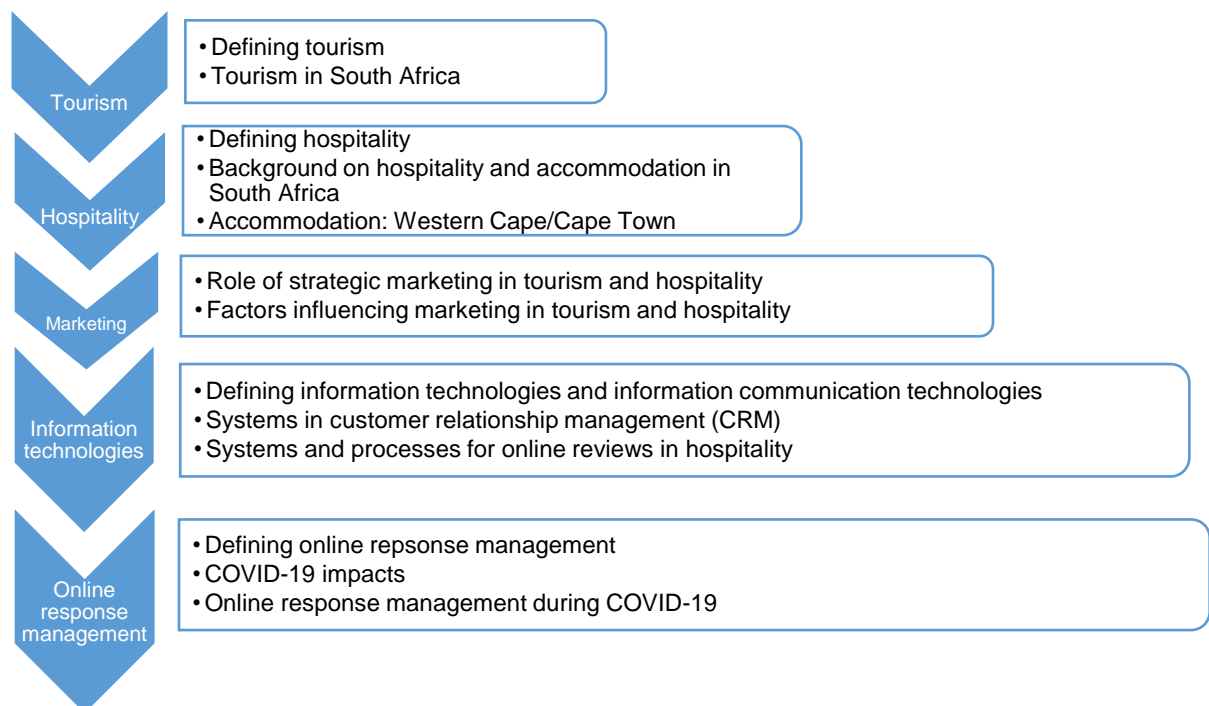 Tourism
• Defining tourism
• Tourism in South Africa
Hospitality
• Defining hospitality
• Background on hospitality and accommodation in
South Africa
• Accommodation: Western Cape/Cape Town
Marketing
• Role of strategic marketing in tourism and hospitality
• Factors influencing marketing in tourism and hospitality
Information
technologies
• Defining information technologies and information communication technologies
• Systems in customer relationship management (CRM)
• Systems and processes for online reviews in hospitality
Online
response
management
• Defining online repsonse management
• COVID-19 impacts
• Online response management during COVID-19